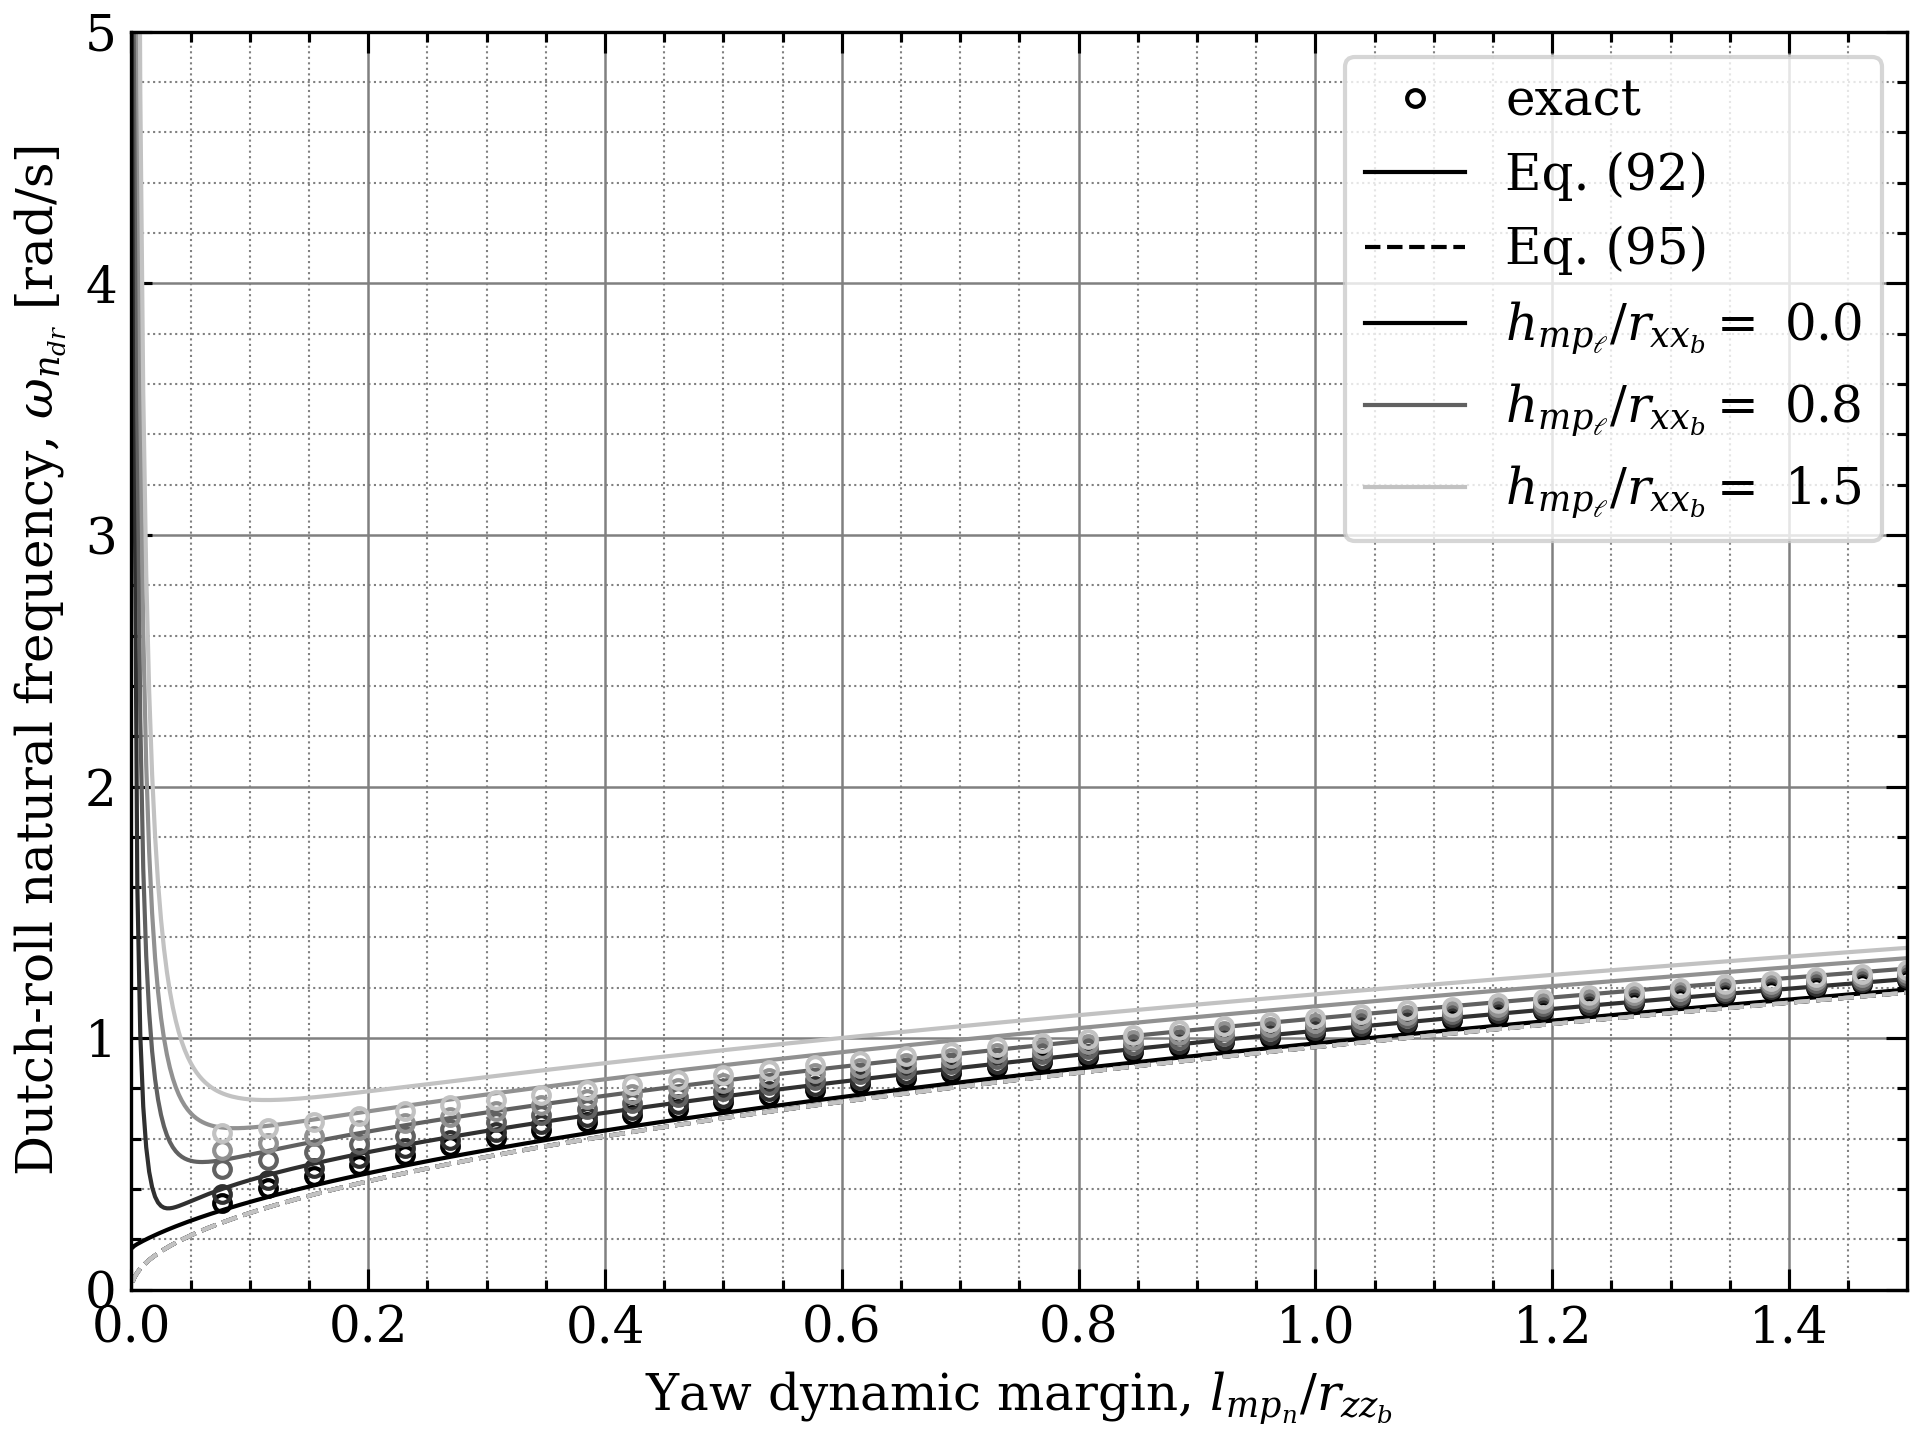 5
4
3
2
1
0
0.0 0.2 0.4 0.6 0.8 1.0 1.2 1.4
Dutch-roll natural frequency, ω_{n_{dr}} [rad/s]
Yaw dynamic margin, l_{mp_n}/r_{zz_b}
exact
Eq. (92)
Eq. (95)
h_{mp_ℓ}/r_{xx_b} = 0.0
h_{mp_ℓ}/r_{xx_b} = 0.8
h_{mp_ℓ}/r_{xx_b} = 1.5